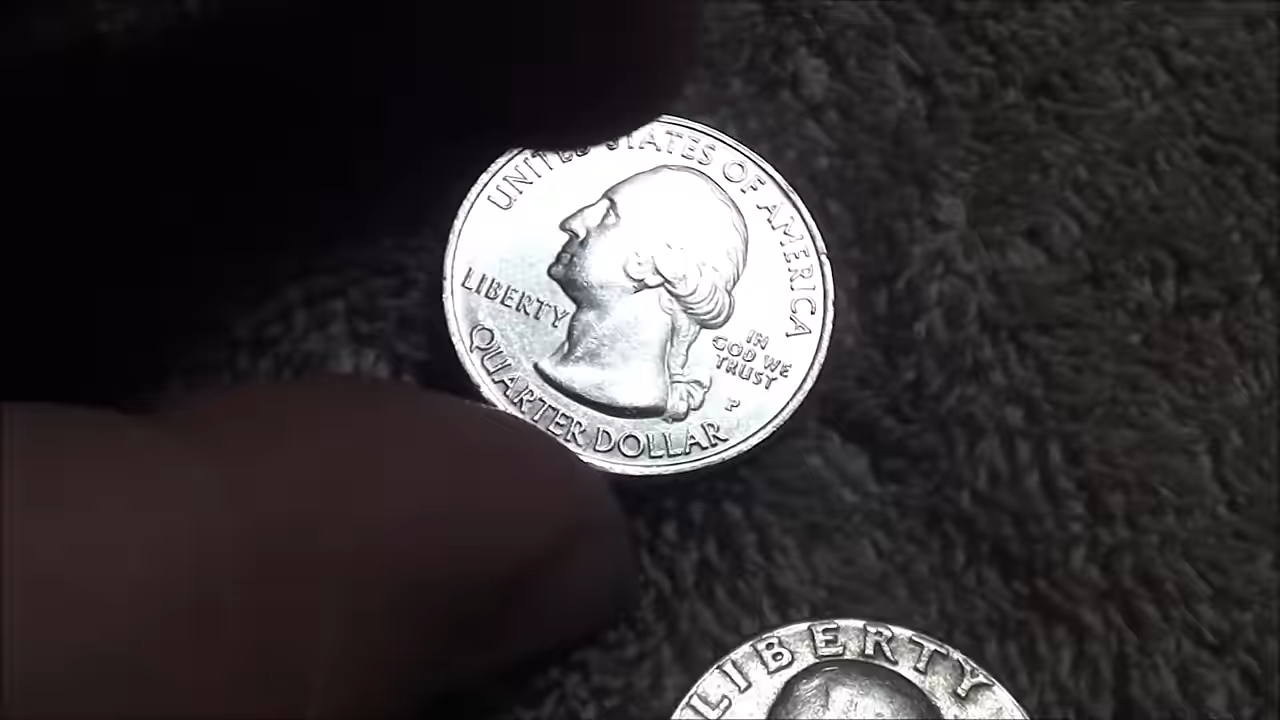 UNITED STATES OF AMERICA
LIBERTY
IN
GOD WE
TRUST
P
QUARTER DOLLAR
LIBERTY